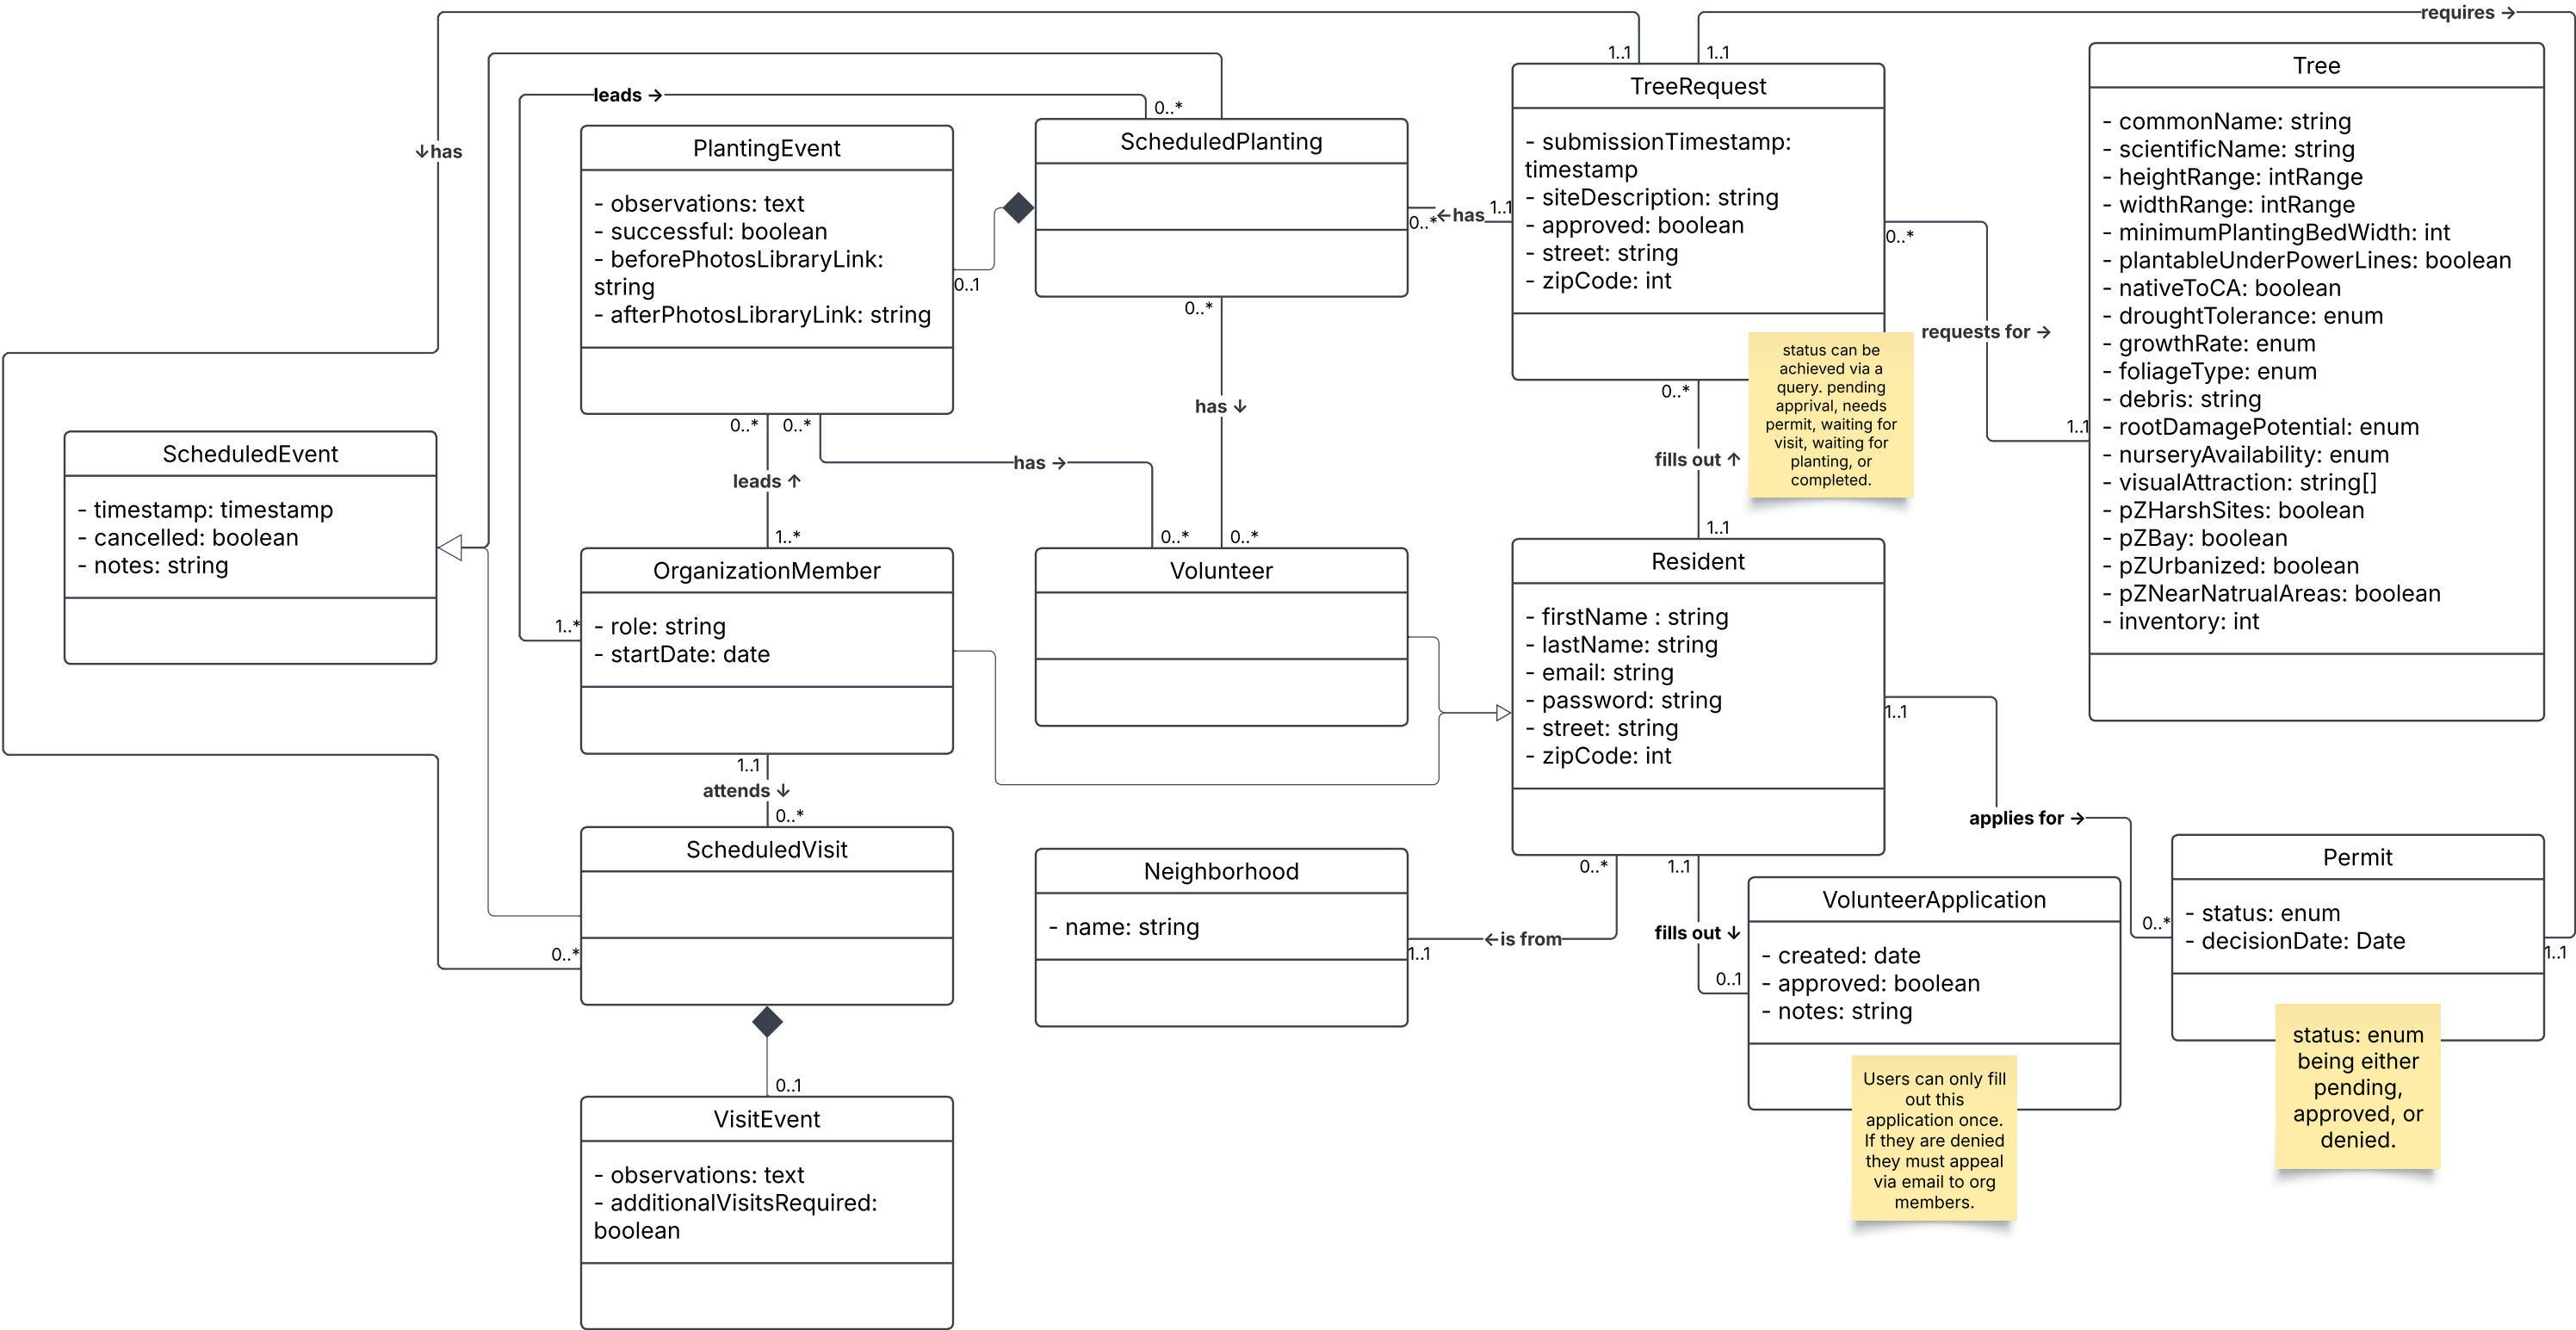 requires →
1..1
1..1
Tree
- commonName: string
- scientificName: string
- heightRange: intRange
- widthRange: intRange
- minimumPlantingBedWidth: int
- plantableUnderPowerLines: boolean
- nativeToCA: boolean
- droughtTolerance: enum
- growthRate: enum
- foliageType: enum
- debris: string
- rootDamagePotential: enum
- nurseryAvailability: enum
- visualAttraction: string[]
- pZHarshSites: boolean
- pZBay: boolean
- pZUrbanized: boolean
- pZNearNatrualAreas: boolean
- inventory: int
TreeRequest
- submissionTimestamp:
timestamp
- siteDescription: string
- approved: boolean
- street: string
- zipCode: int
0..*
requests for →
1..1
status can be
achieved via a
query. pending
apprival, needs
permit, waiting for
visit, waiting for
planting, or
completed.
leads →
0..*
↓has
PlantingEvent
- observations: text
- successful: boolean
- beforePhotosLibraryLink:
string
- afterPhotosLibraryLink: string
0..1
ScheduledPlanting
0..*
←has
1..1
0..*
has ↓
0..*
0..*
leads ↑
has →
1..*
0..*
0..*
0..*
fills out ↑
1..1
ScheduledEvent
- timestamp: timestamp
- cancelled: boolean
- notes: string
OrganizationMember
- role: string
- startDate: date
1..*
Volunteer
Resident
- firstName : string
- lastName: string
- email: string
- password: string
- street: string
- zipCode: int
1..1
applies for →
0..*
1..1
attends ↓
0..*
ScheduledVisit
0..*
Neighborhood
- name: string
0..*
1..1
←is from
1..1
fills out ↓
0..1
VolunteerApplication
- created: date
- approved: boolean
- notes: string
Users can only fill
out this
application once.
If they are denied
they must appeal
via email to org
members.
Permit
- status: enum
- decisionDate: Date
1..1
status: enum
being either
pending,
approved, or
denied.
0..1
VisitEvent
- observations: text
- additionalVisitsRequired:
boolean